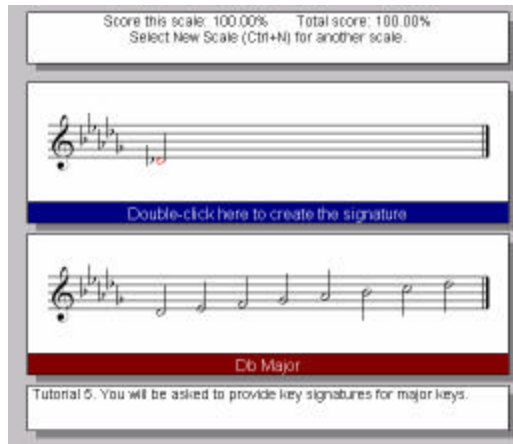 Score this scale: 100.00% Total score: 100.00%
Select New Scale (Ctrl+N) for another scale.
Double-click here to create the signature
Db Major
Tutorial 5. You will be asked to provide key signatures for major keys.